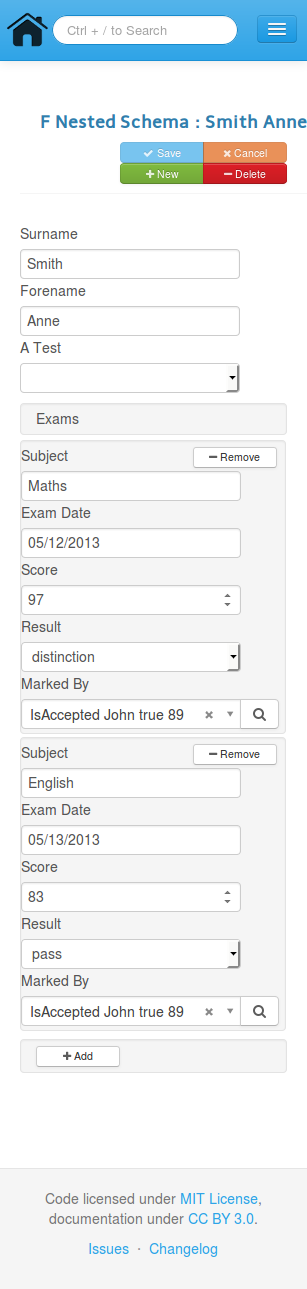 Ctrl + / to Search
F Nested Schema : Smith Anne
Save Cancel
New Delete
Surname
Smith
Forename
Anne
A Test
Exams
Subject Remove
Maths
Exam Date
05/12/2013
Score
97
Result
distinction
Marked By
IsAccepted John true 89
Subject Remove
English
Exam Date
05/13/2013
Score
83
Result
pass
Marked By
IsAccepted John true 89
Add
Code licensed under MIT License,
documentation under CC BY 3.0.
Issues · Changelog